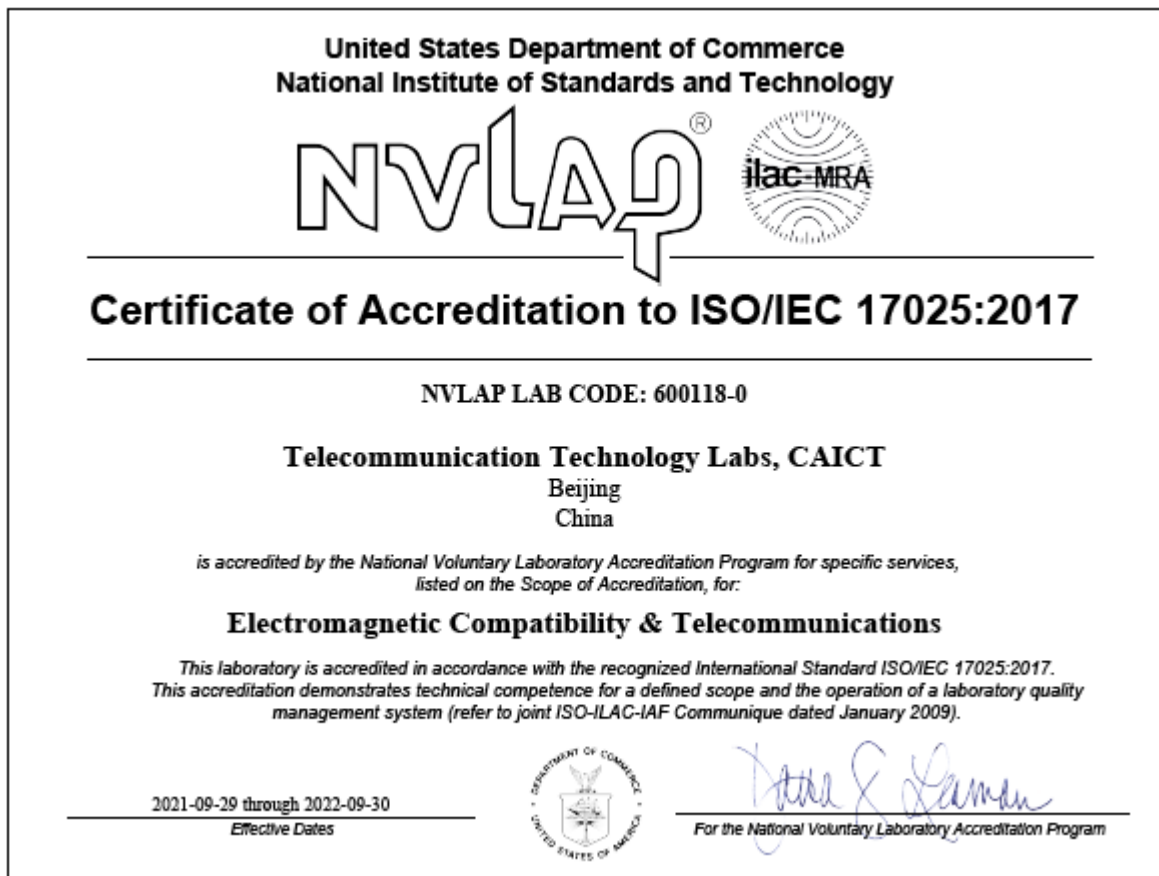 United States Department of Commerce
National Institute of Standards and Technology
NVLAP®
ilac-MRA
Certificate of Accreditation to ISO/IEC 17025:2017
NVLAP LAB CODE: 600118-0
Telecommunication Technology Labs, CAICT
Beijing
China
is accredited by the National Voluntary Laboratory Accreditation Program for specific services,
listed on the Scope of Accreditation, for:
Electromagnetic Compatibility & Telecommunications
This laboratory is accredited in accordance with the recognized International Standard ISO/IEC 17025:2017.
This accreditation demonstrates technical competence for a defined scope and the operation of a laboratory quality
management system (refer to joint ISO-ILAC-IAF Communique dated January 2009).
2021-09-29 through 2022-09-30
Effective Dates
DEPARTMENT OF COMMERCE
UNITED STATES OF AMERICA
For the National Voluntary Laboratory Accreditation Program